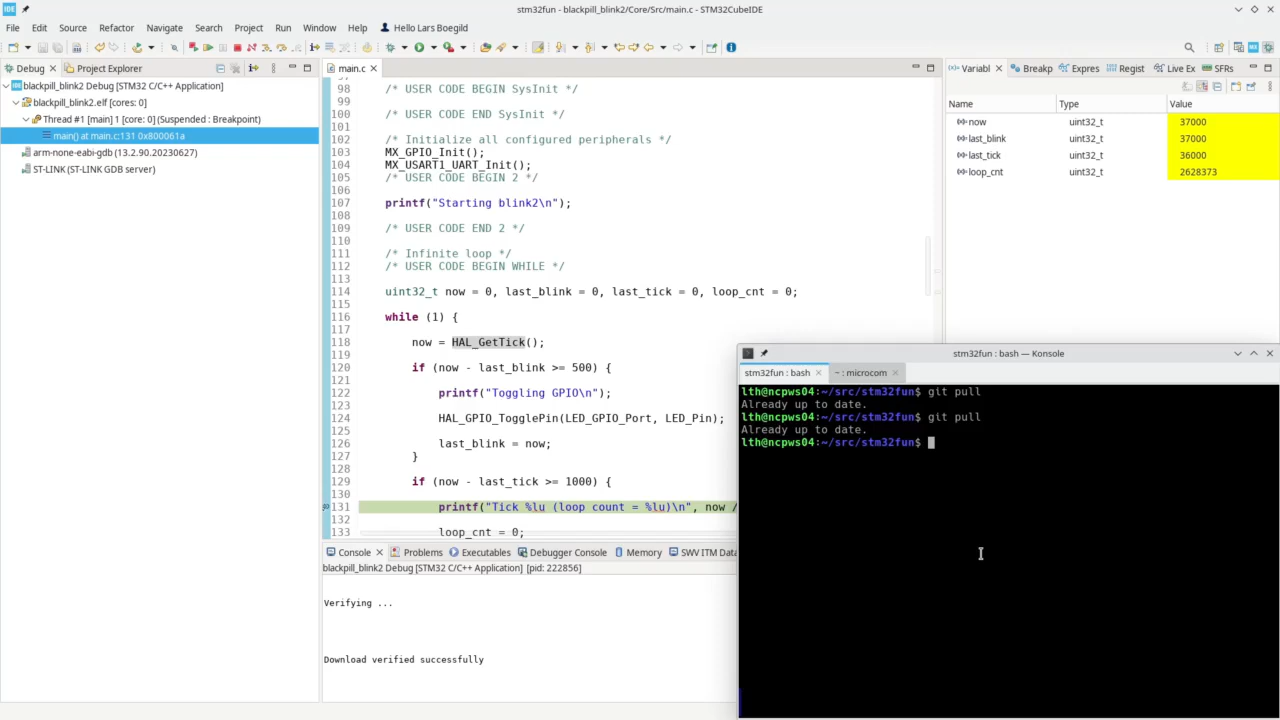 IDE
stm32fun - blackpill_blink2/Core/Src/main.c - STM32CubeIDE
File Edit Source Refactor Navigate Search Project Run Window Help Hello Lars Boegild
Debug Project Explorer
blackpill_blink2 Debug [STM32 C/C++ Application]
blackpill_blink2.elf [cores: 0]
Thread #1 [main] 1 [core: 0] (Suspended : Breakpoint)
main() at main.c:131 0x800061a
arm-none-eabi-gdb (13.2.90.20230627)
ST-LINK (ST-LINK GDB server)
main.c
98 /* USER CODE BEGIN SysInit */
99
100 /* USER CODE END SysInit */
101
102 /* Initialize all configured peripherals */
103 MX_GPIO_Init();
104 MX_USART1_UART_Init();
105 /* USER CODE BEGIN 2 */
106
107 printf("Starting blink2\n");
108
109 /* USER CODE END 2 */
110
111 /* Infinite loop */
112 /* USER CODE BEGIN WHILE */
113
114 uint32_t now = 0, last_blink = 0, last_tick = 0, loop_cnt = 0;
115
116 while (1) {
117
118 now = HAL_GetTick();
119
120 if (now - last_blink >= 500) {
121
122 printf("Toggling GPIO\n");
123
124 HAL_GPIO_TogglePin(LED_GPIO_Port, LED_Pin);
125
126 last_blink = now;
127 }
128
129 if (now - last_tick >= 1000) {
130
131 printf("Tick %lu (loop count = %lu)\n", now /
132
133 loop_cnt = 0;
Variabl Breakp Expres Regist Live Ex SFRs
Name Type Value
now uint32_t 37000
last_blink uint32_t 37000
last_tick uint32_t 36000
loop_cnt uint32_t 2628373
Console Problems Executables Debugger Console Memory SWV ITM Data
blackpill_blink2 Debug [STM32 C/C++ Application] [pid: 222856]
Verifying ...
Download verified successfully
stm32fun : bash — Konsole
stm32fun : bash ~ : microcom
lth@ncpws04:~/src/stm32fun$ git pull
Already up to date.
lth@ncpws04:~/src/stm32fun$ git pull
Already up to date.
lth@ncpws04:~/src/stm32fun$